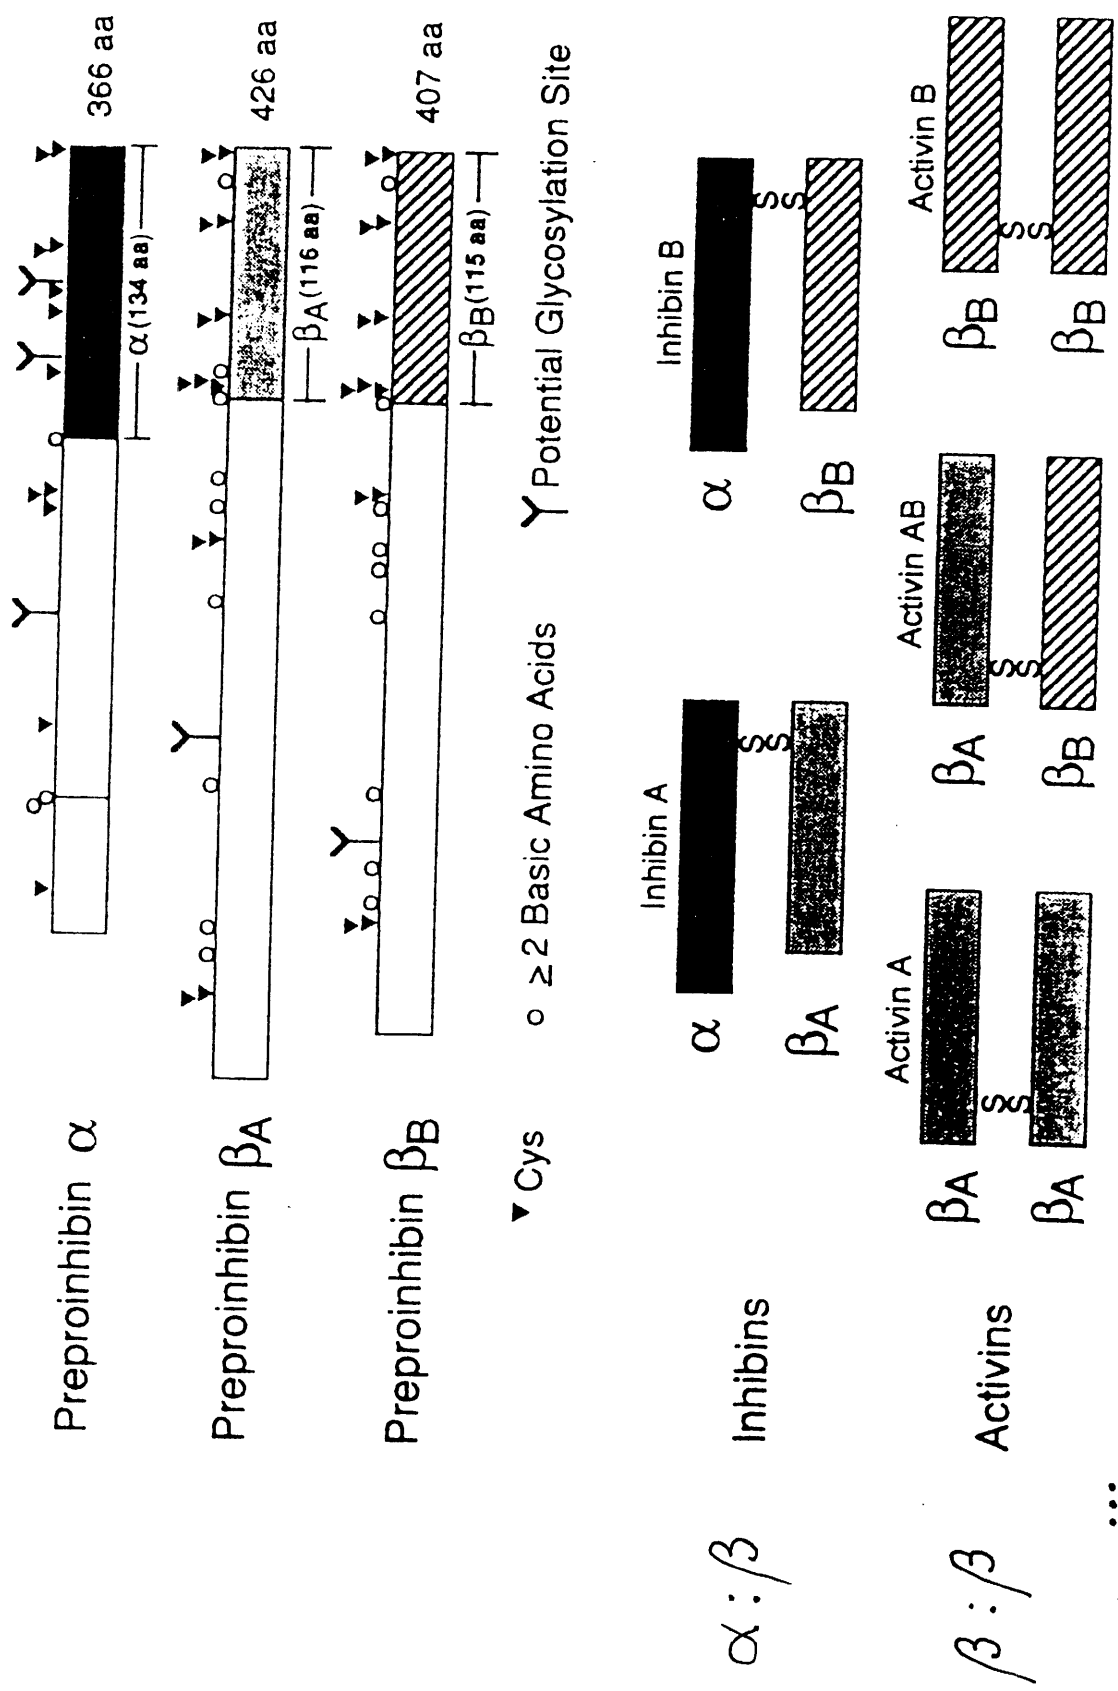 Preproinhibin α
366 aa
α (134 aa)
Preproinhibin βA
426 aa
βA (116 aa)
Preproinhibin βB
407 aa
βB (115 aa)
▼ Cys
○ ≥2 Basic Amino Acids
Y Potential Glycosylation Site
Inhibin A
Inhibin B
α
α
S
S
S
S
α : β
Inhibins
βA
βB
Activin A
Activin AB
Activin B
βA
βA
βB
S
S
S
S
S
S
β : β
Activins
βA
βB
βB
...